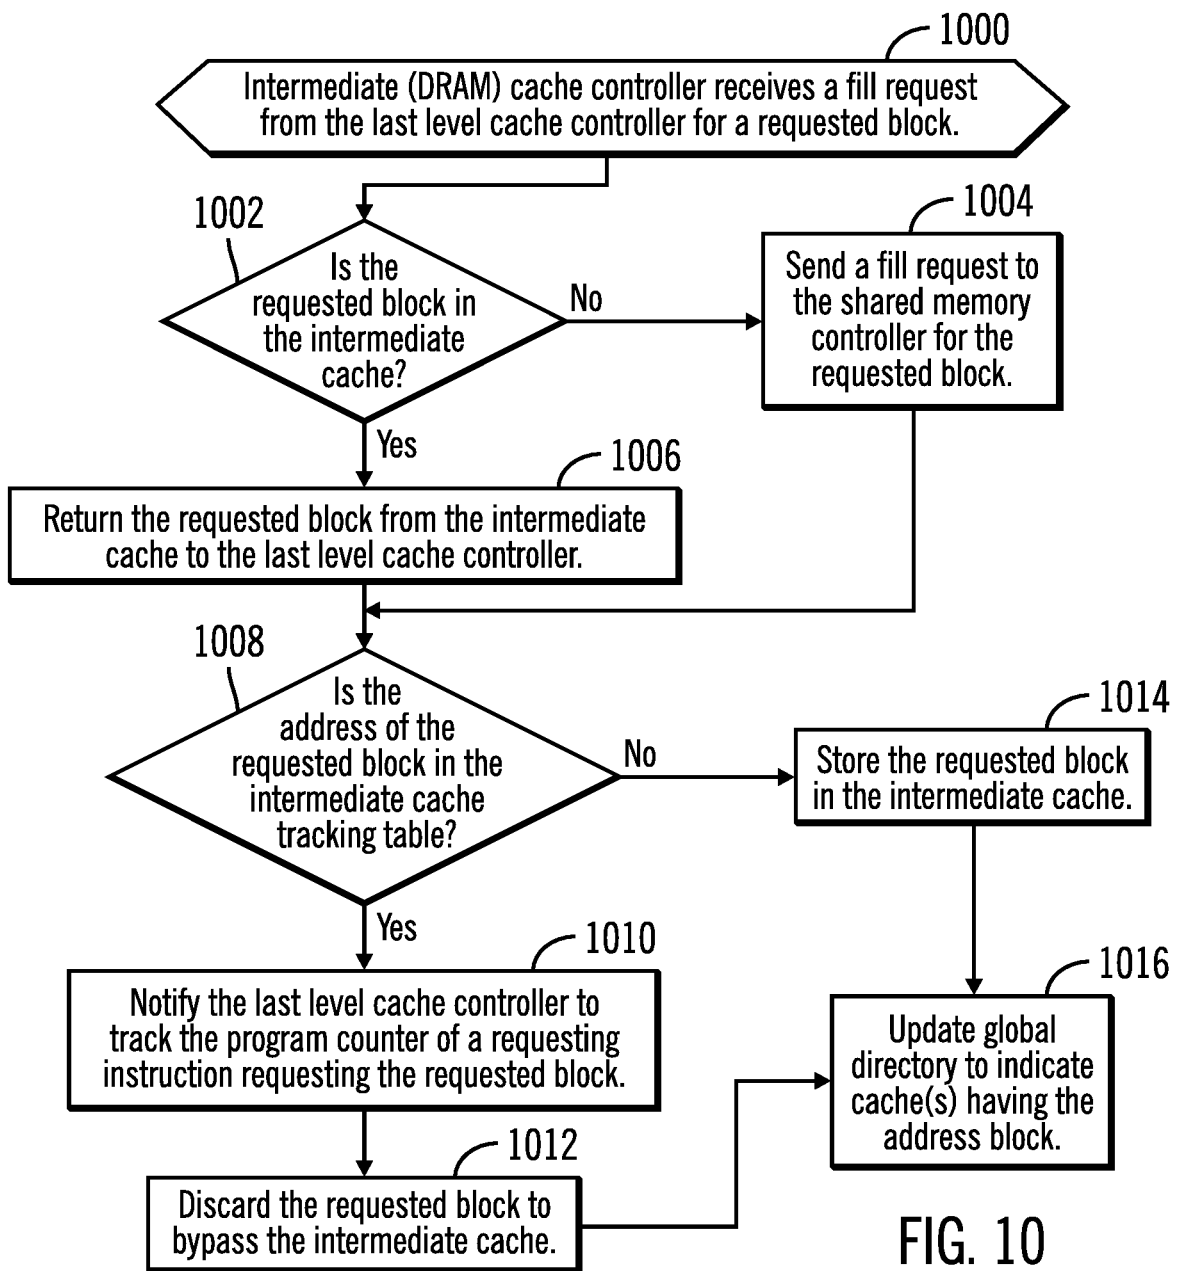 1000
Intermediate (DRAM) cache controller receives a fill request
from the last level cache controller for a requested block.
1002
Is the
requested block in
the intermediate
cache?
No
Yes
1004
Send a fill request to
the shared memory
controller for the
requested block.
1006
Return the requested block from the intermediate
cache to the last level cache controller.
1008
Is the
address of the
requested block in the
intermediate cache
tracking table?
No
Yes
1014
Store the requested block
in the intermediate cache.
1010
Notify the last level cache controller to
track the program counter of a requesting
instruction requesting the requested block.
1016
Update global
directory to indicate
cache(s) having the
address block.
1012
Discard the requested block to
bypass the intermediate cache.
FIG. 10